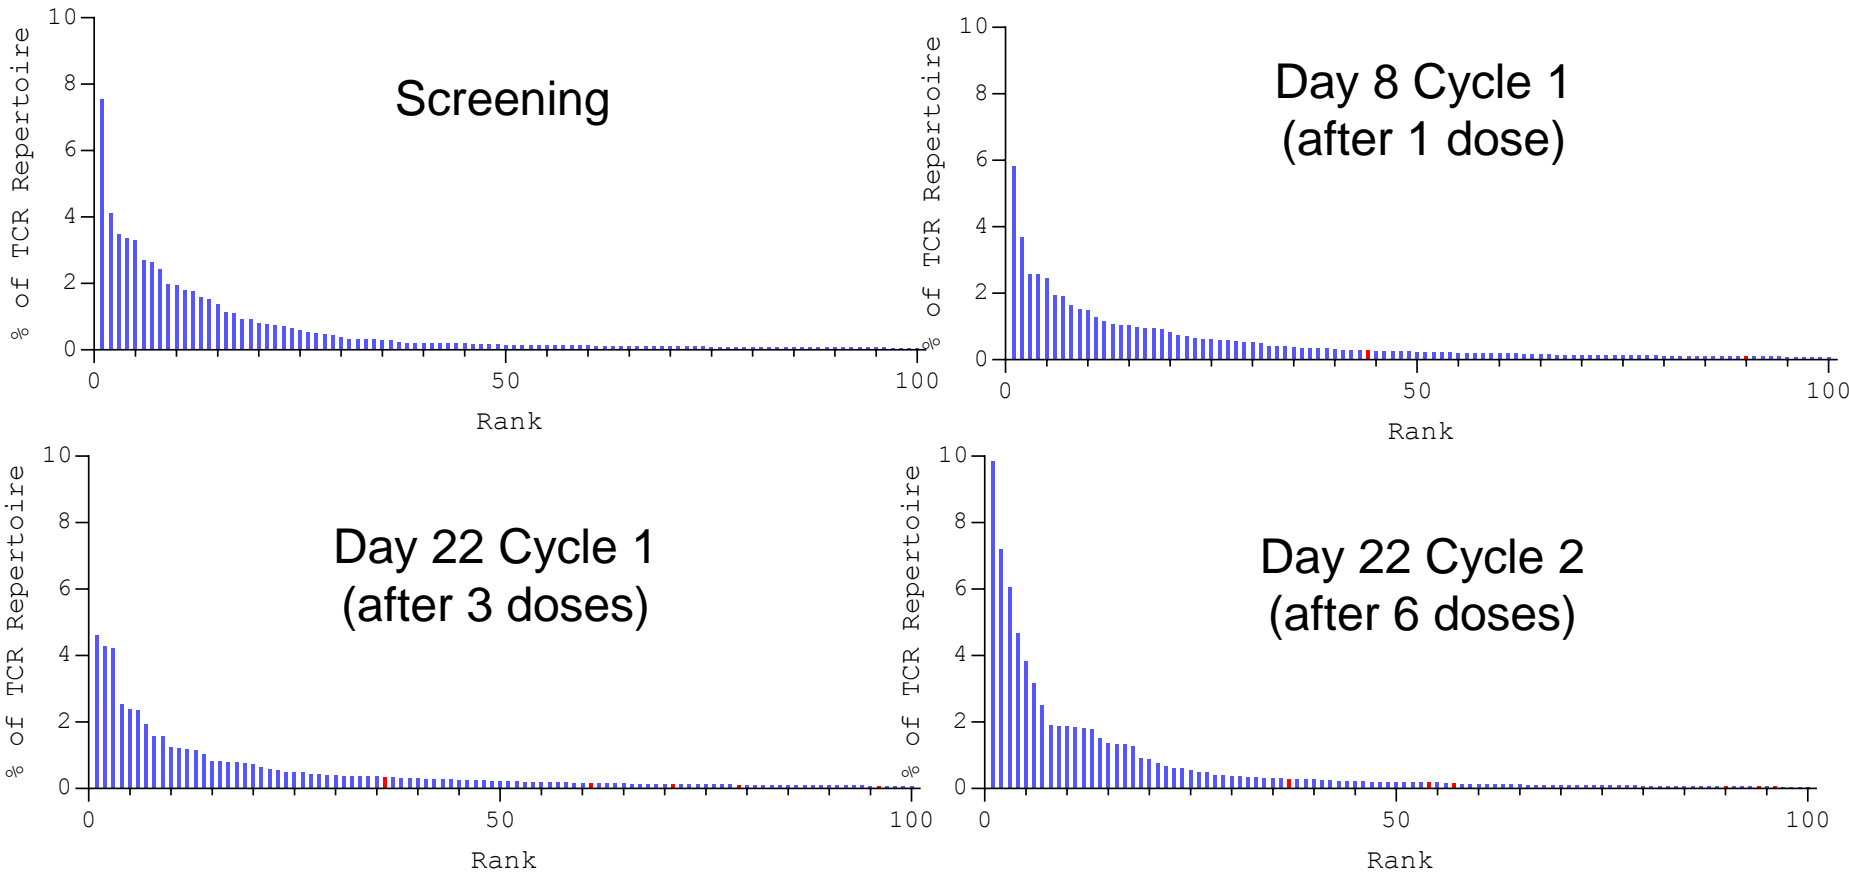 Screening
% of TCR Repertoire
10
8
6
4
2
0
0
50
100
Rank
Day 8 Cycle 1
(after 1 dose)
% of TCR Repertoire
10
8
6
4
2
0
0
50
100
Rank
Day 22 Cycle 1
(after 3 doses)
% of TCR Repertoire
10
8
6
4
2
0
0
50
100
Rank
Day 22 Cycle 2
(after 6 doses)
% of TCR Repertoire
10
8
6
4
2
0
0
50
100
Rank